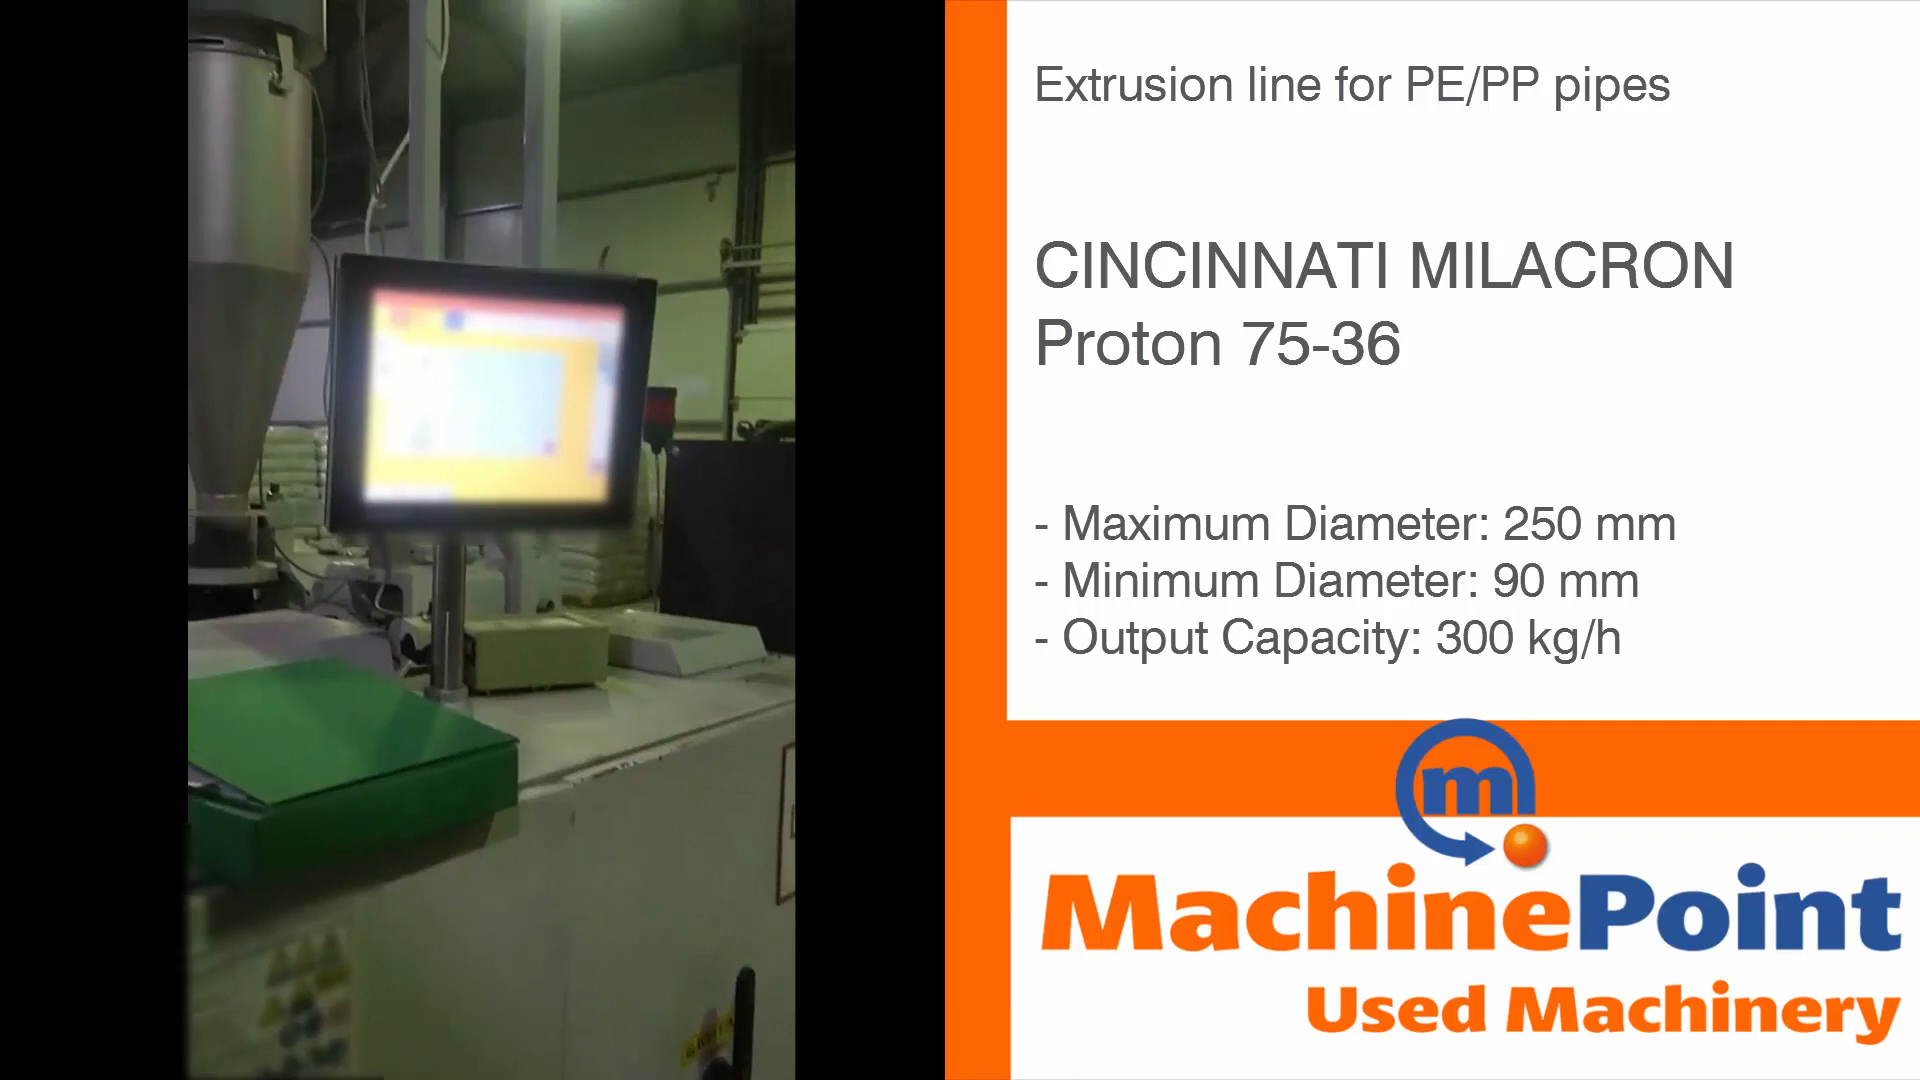 Extrusion line for PE/PP pipes
CINCINNATI MILACRON
Proton 75-36
- Maximum Diameter: 250 mm
- Minimum Diameter: 90 mm
- Output Capacity: 300 kg/h
m
MachinePoint
Used Machinery